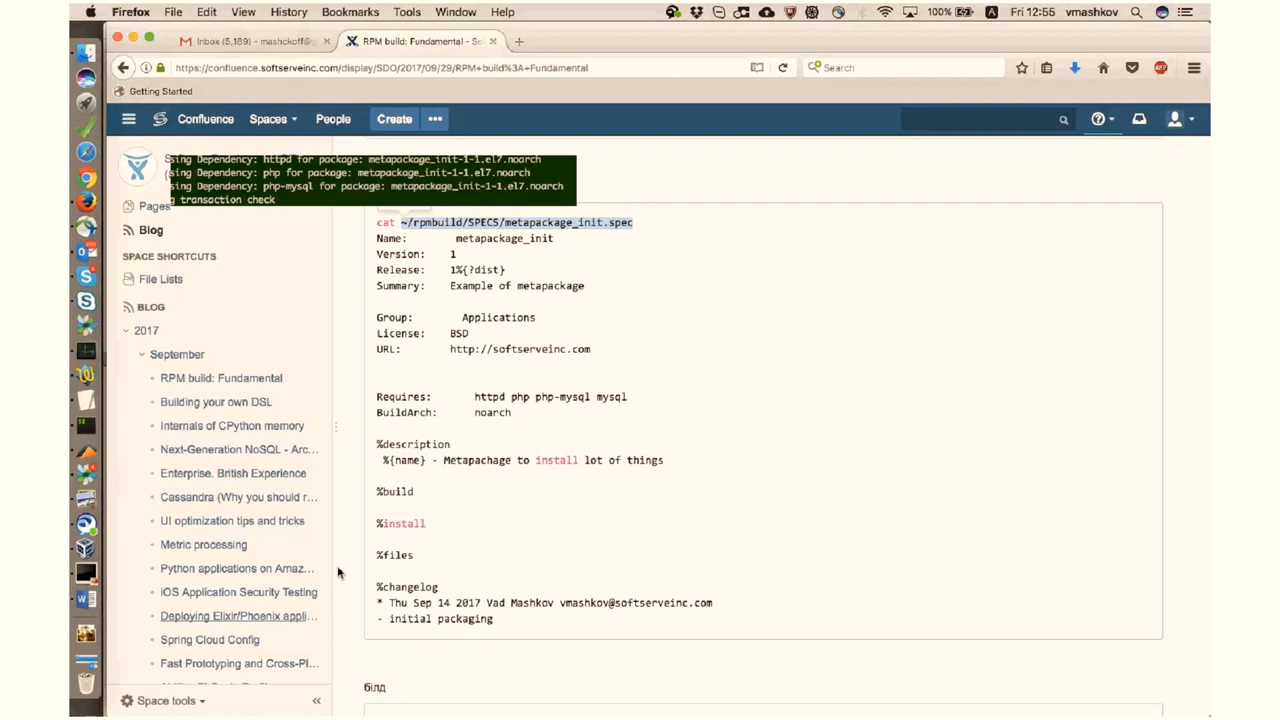 Firefox File Edit View History Bookmarks Tools Window Help 100% A Fri 12:55 vmashkov
Inbox (5,189) - mashckoff@g RPM build: Fundamental - So
https://confluence.softserveinc.com/display/SDO/2017/09/29/RPM+build%3A+Fundamental Search
Getting Started
Confluence Spaces People Create
sing Dependency: httpd for package: metapackage_init-1-1.el7.noarch
sing Dependency: php for package: metapackage_init-1-1.el7.noarch
sing Dependency: php-mysql for package: metapackage_init-1-1.el7.noarch
g transaction check
Pages
Blog
SPACE SHORTCUTS
File Lists
BLOG
2017
September
RPM build: Fundamental
Building your own DSL
Internals of CPython memory
Next-Generation NoSQL - Arc...
Enterprise. British Experience
Cassandra (Why you should r...
UI optimization tips and tricks
Metric processing
Python applications on Amaz...
iOS Application Security Testing
Deploying Elixir/Phoenix appli...
Spring Cloud Config
Fast Prototyping and Cross-Pl...
Space tools
cat ~/rpmbuild/SPECS/metapackage_init.spec
Name: metapackage_init
Version: 1
Release: 1%{?dist}
Summary: Example of metapackage
Group: Applications
License: BSD
URL: http://softserveinc.com
Requires: httpd php php-mysql mysql
BuildArch: noarch
%description
%{name} - Metapachage to install lot of things
%build
%install
%files
%changelog
* Thu Sep 14 2017 Vad Mashkov vmashkov@softserveinc.com
- initial packaging
білд